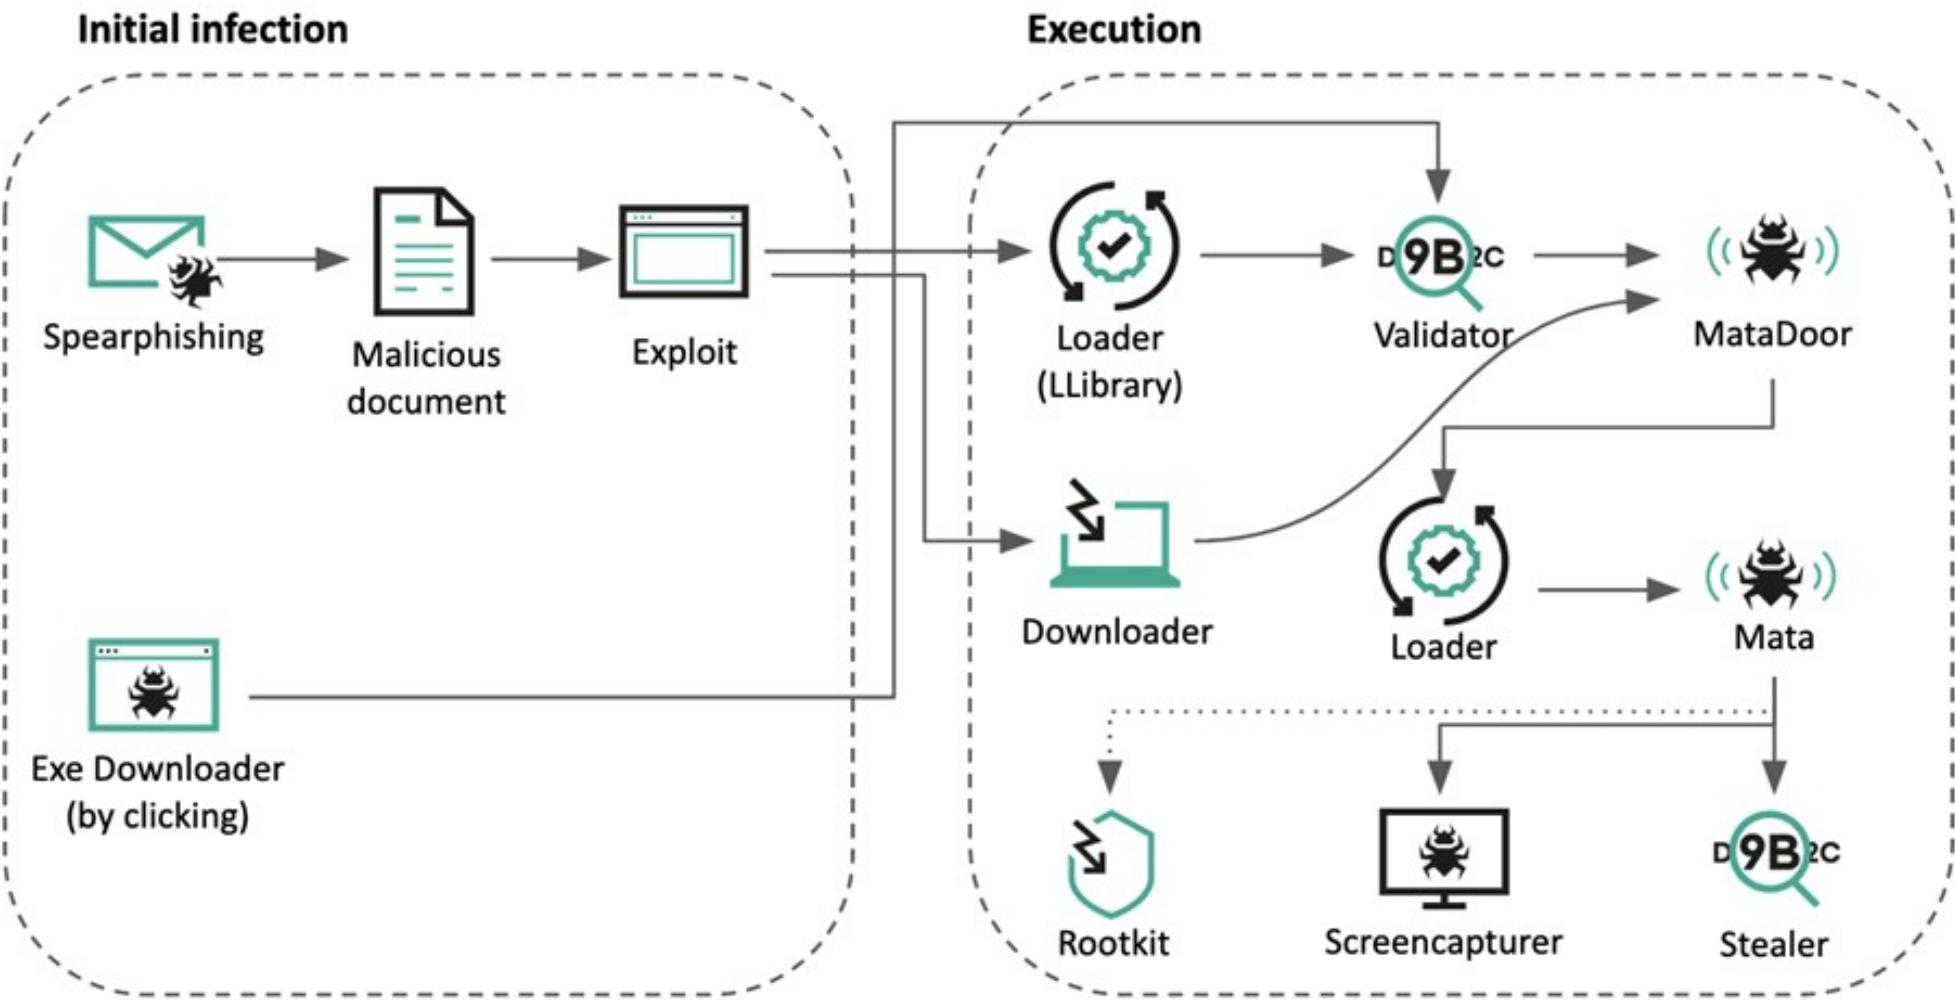 Initial infection
Execution
Spearphishing
Malicious
document
Exploit
Loader
(LLibrary)
D9B2C
Validator
MataDoor
Downloader
Loader
Mata
Exe Downloader
(by clicking)
Rootkit
Screencapturer
D9B2C
Stealer